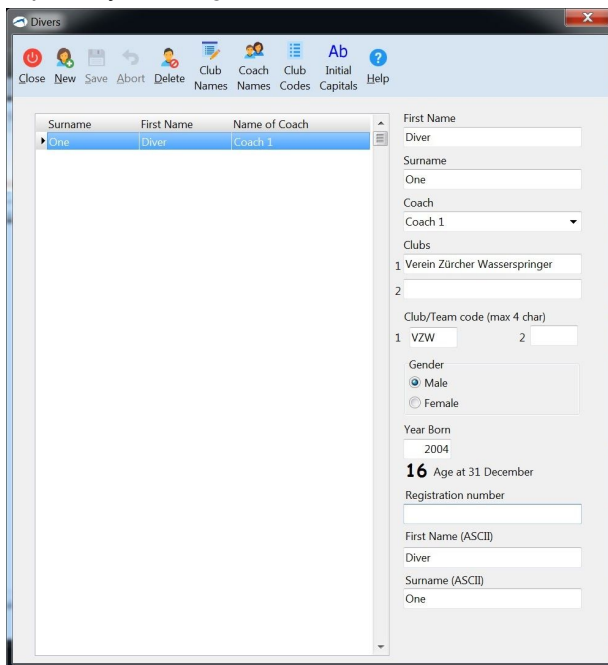 Divers
Close New Save Abort Delete Club Names Coach Names Club Codes Ab Initial Capitals Help
Surname First Name Name of Coach
One Diver Coach 1
First Name
Diver
Surname
One
Coach
Coach 1
Clubs
1 Verein Zürcher Wasserspringer
2
Club/Team code (max 4 char)
1 VZW 2
Gender
Male
Female
Year Born
2004
16 Age at 31 December
Registration number
First Name (ASCII)
Diver
Surname (ASCII)
One